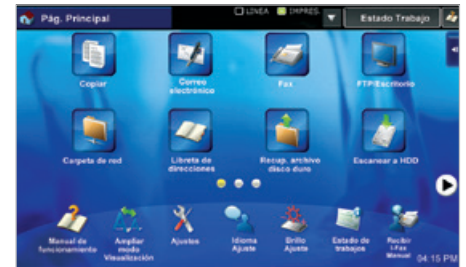 Pág. Principal
LINEA
IMPRES.
Estado Trabajo
Copiar
Correo
electrónico
Fax
FTP/Escritorio
Carpeta de red
Libreta de
direcciones
Recup. archivo
disco duro
Escanear a HDD
Manual de
funcionamiento
Ampliar
modo
Visualización
Ajustes
Idioma
Ajuste
Brillo
Ajuste
Estado de
trabajos
Recibir
I-Fax
Manual
04:15 PM